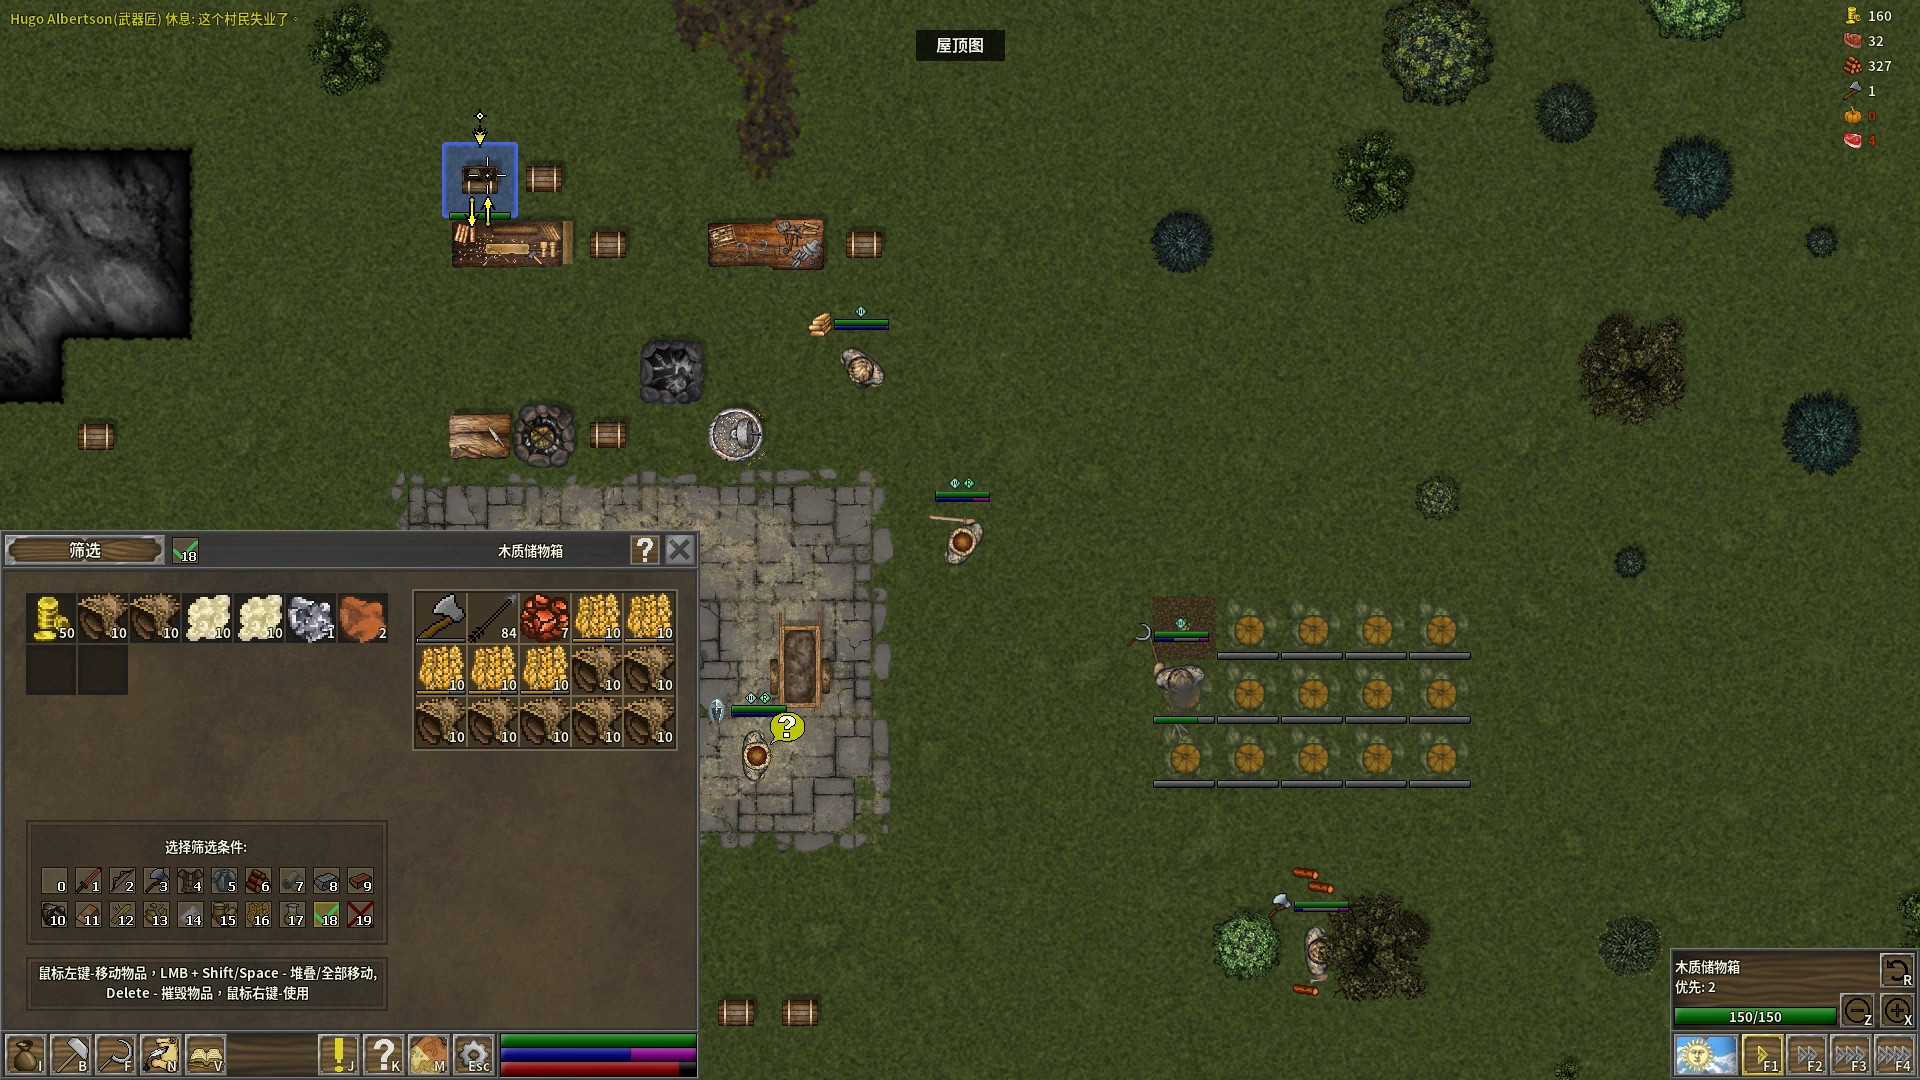 Hugo Albertson(武器匠) 休息: 这个村民失业了。
屋顶图
160
32
327
1
0
4
筛选
18
木质储物箱
?
50 10 10 10 10 1 2
84 7 10 10
10 10 10 10 10
10 10 10 10 10
?
选择筛选条件:
0 1 2 3 4 5 6 7 8 9
10 11 12 13 14 15 16 17 18 19
鼠标左键-移动物品，LMB + Shift/Space - 堆叠/全部移动,
Delete - 摧毁物品，鼠标右键-使用
I B F N V J ? K M Esc
木质储物箱
优先: 2
R
150/150
Z X
F1 F2 F3 F4